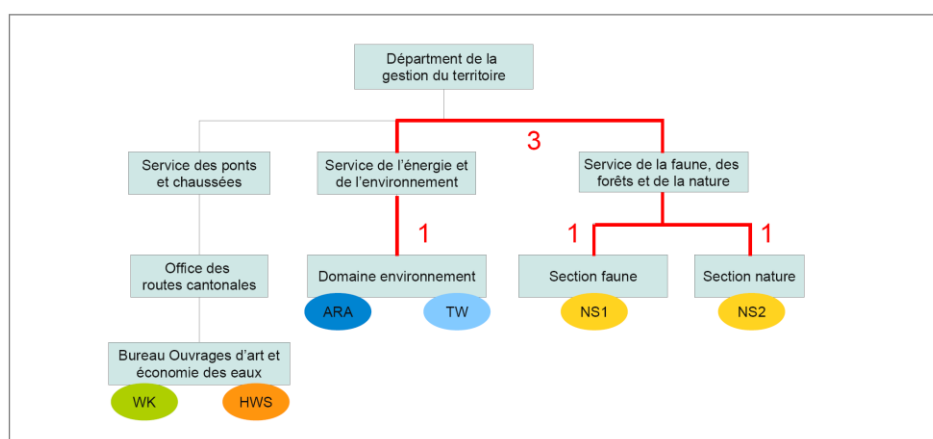 Départment de la
gestion du territoire
3
Service des ponts
et chaussées
Service de l'énergie et
de l'environnement
Service de la faune, des
forêts et de la nature
1
1
1
Office des
routes cantonales
Domaine environnement
Section faune
Section nature
ARA
TW
NS1
NS2
Bureau Ouvrages d'art et
économie des eaux
WK
HWS